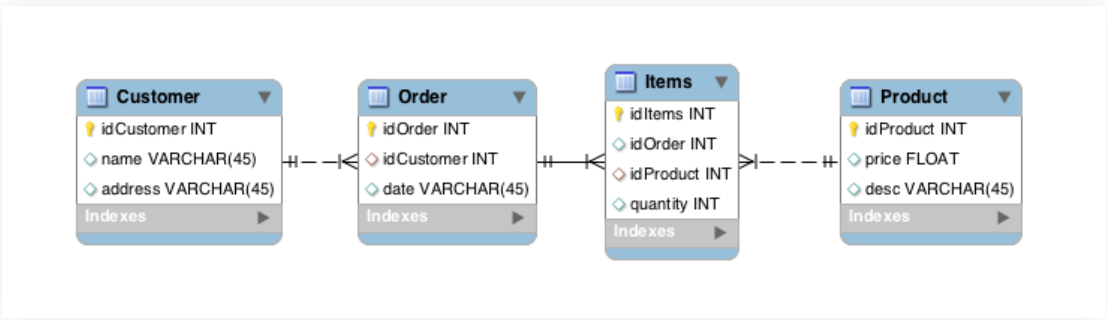 Customer
idCustomer INT
name VARCHAR(45)
address VARCHAR(45)
Indexes
Order
idOrder INT
idCustomer INT
date VARCHAR(45)
Indexes
Items
idItems INT
idOrder INT
idProduct INT
quantity INT
Indexes
Product
idProduct INT
price FLOAT
desc VARCHAR(45)
Indexes